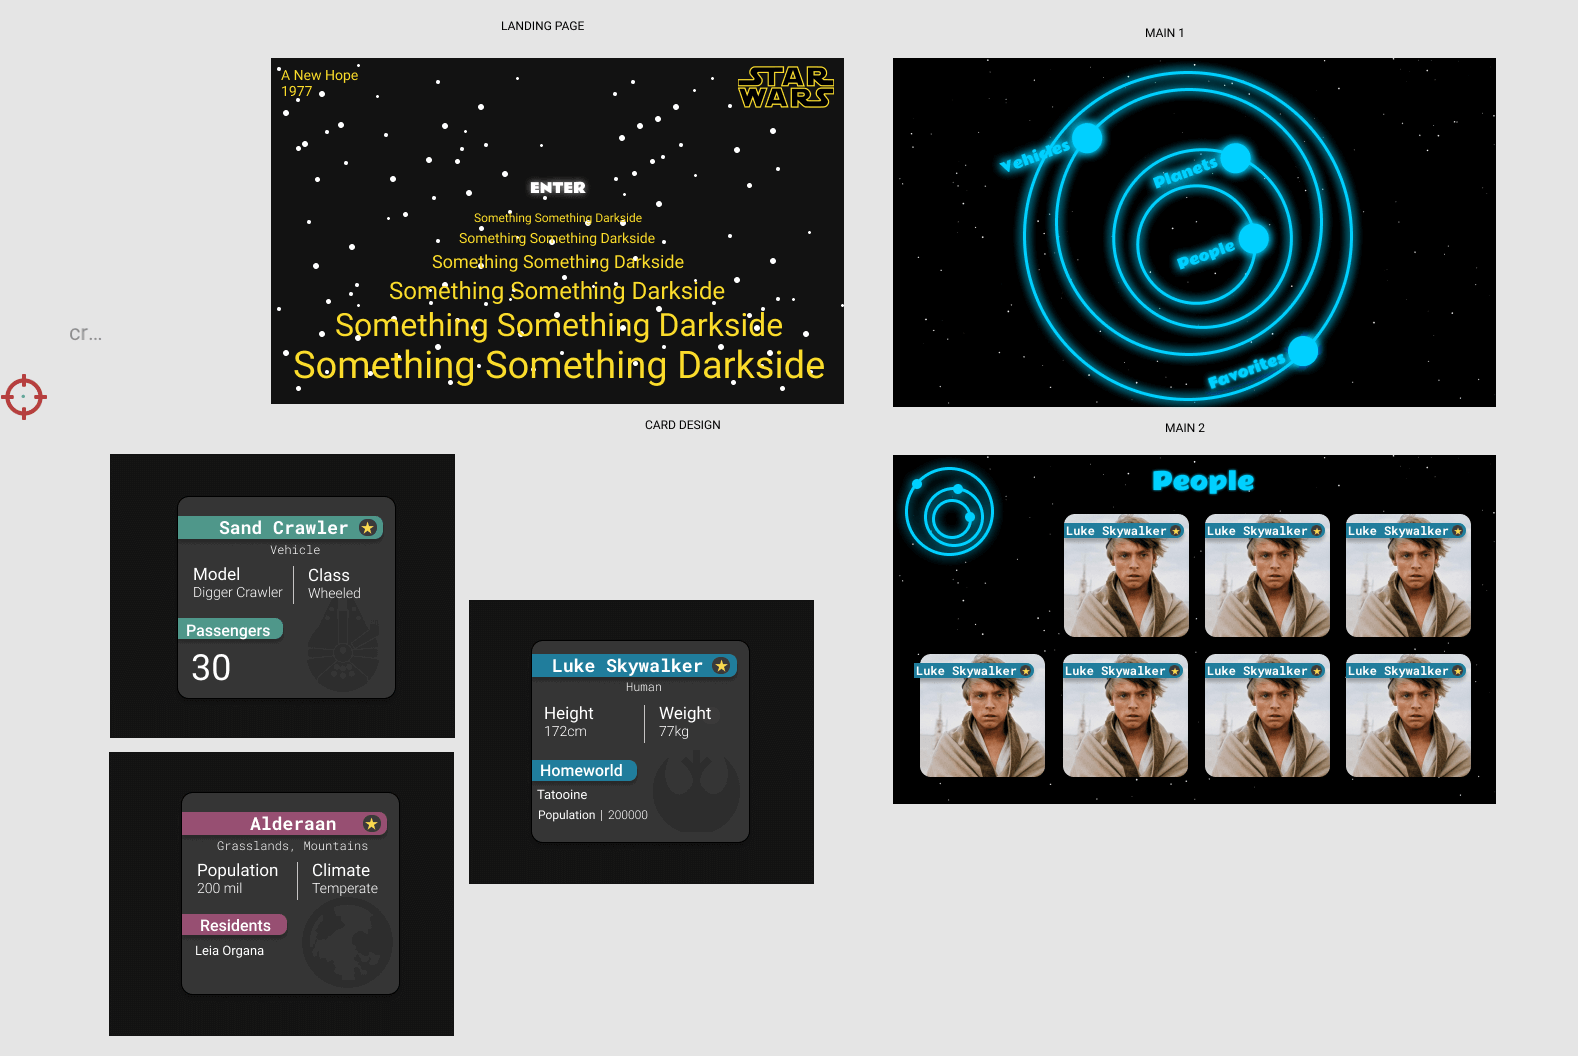 LANDING PAGE
A New Hope
1977
STAR
WARS
ENTER
Something Something Darkside
Something Something Darkside
Something Something Darkside
Something Something Darkside
Something Something Darkside
Something Something Darkside
MAIN 1
Vehicles
Planets
People
Favorites
cr...
CARD DESIGN
Sand Crawler
Vehicle
Model
Digger Crawler
Class
Wheeled
Passengers
30
Luke Skywalker
Human
Height
172cm
Weight
77kg
Homeworld
Tatooine
Population | 200000
Alderaan
Grasslands, Mountains
Population
200 mil
Climate
Temperate
Residents
Leia Organa
MAIN 2
People
Luke Skywalker
Luke Skywalker
Luke Skywalker
Luke Skywalker
Luke Skywalker
Luke Skywalker
Luke Skywalker